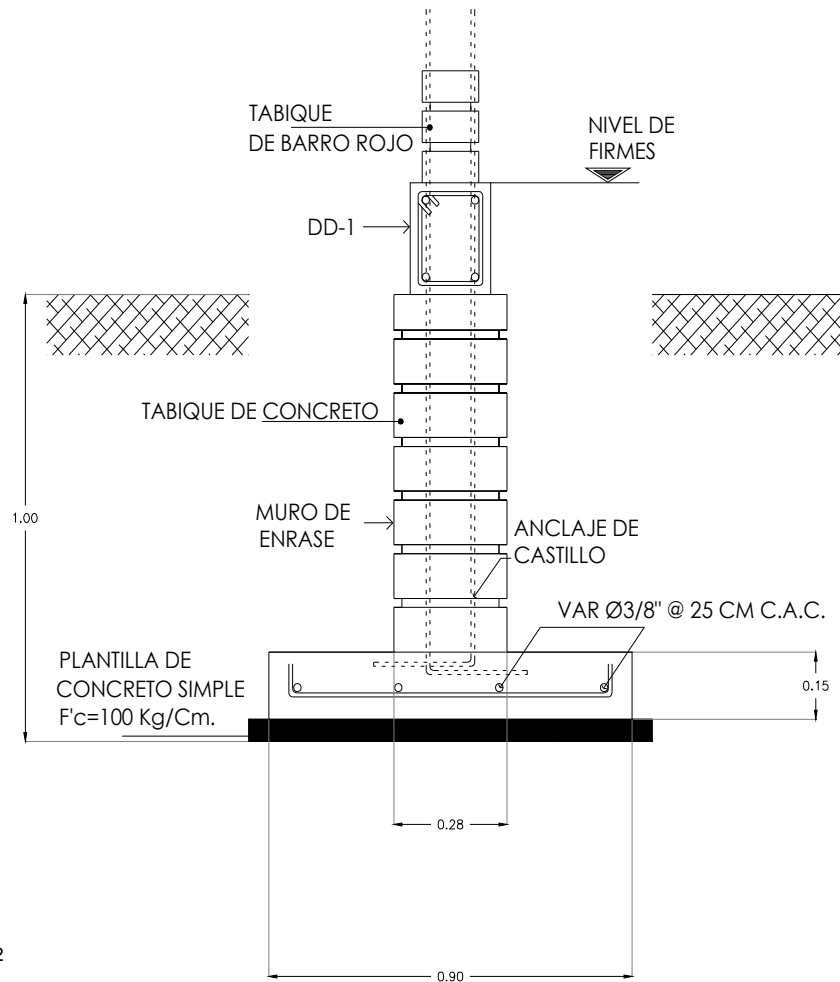 TABIQUE
DE BARRO ROJO
NIVEL DE
FIRMES
DD-1
TABIQUE DE CONCRETO
1.00
MURO DE
ENRASE
ANCLAJE DE
CASTILLO
VAR Ø3/8" @ 25 CM C.A.C.
PLANTILLA DE
CONCRETO SIMPLE
F'c=100 Kg/Cm.
0.15
0.28
2
0.90